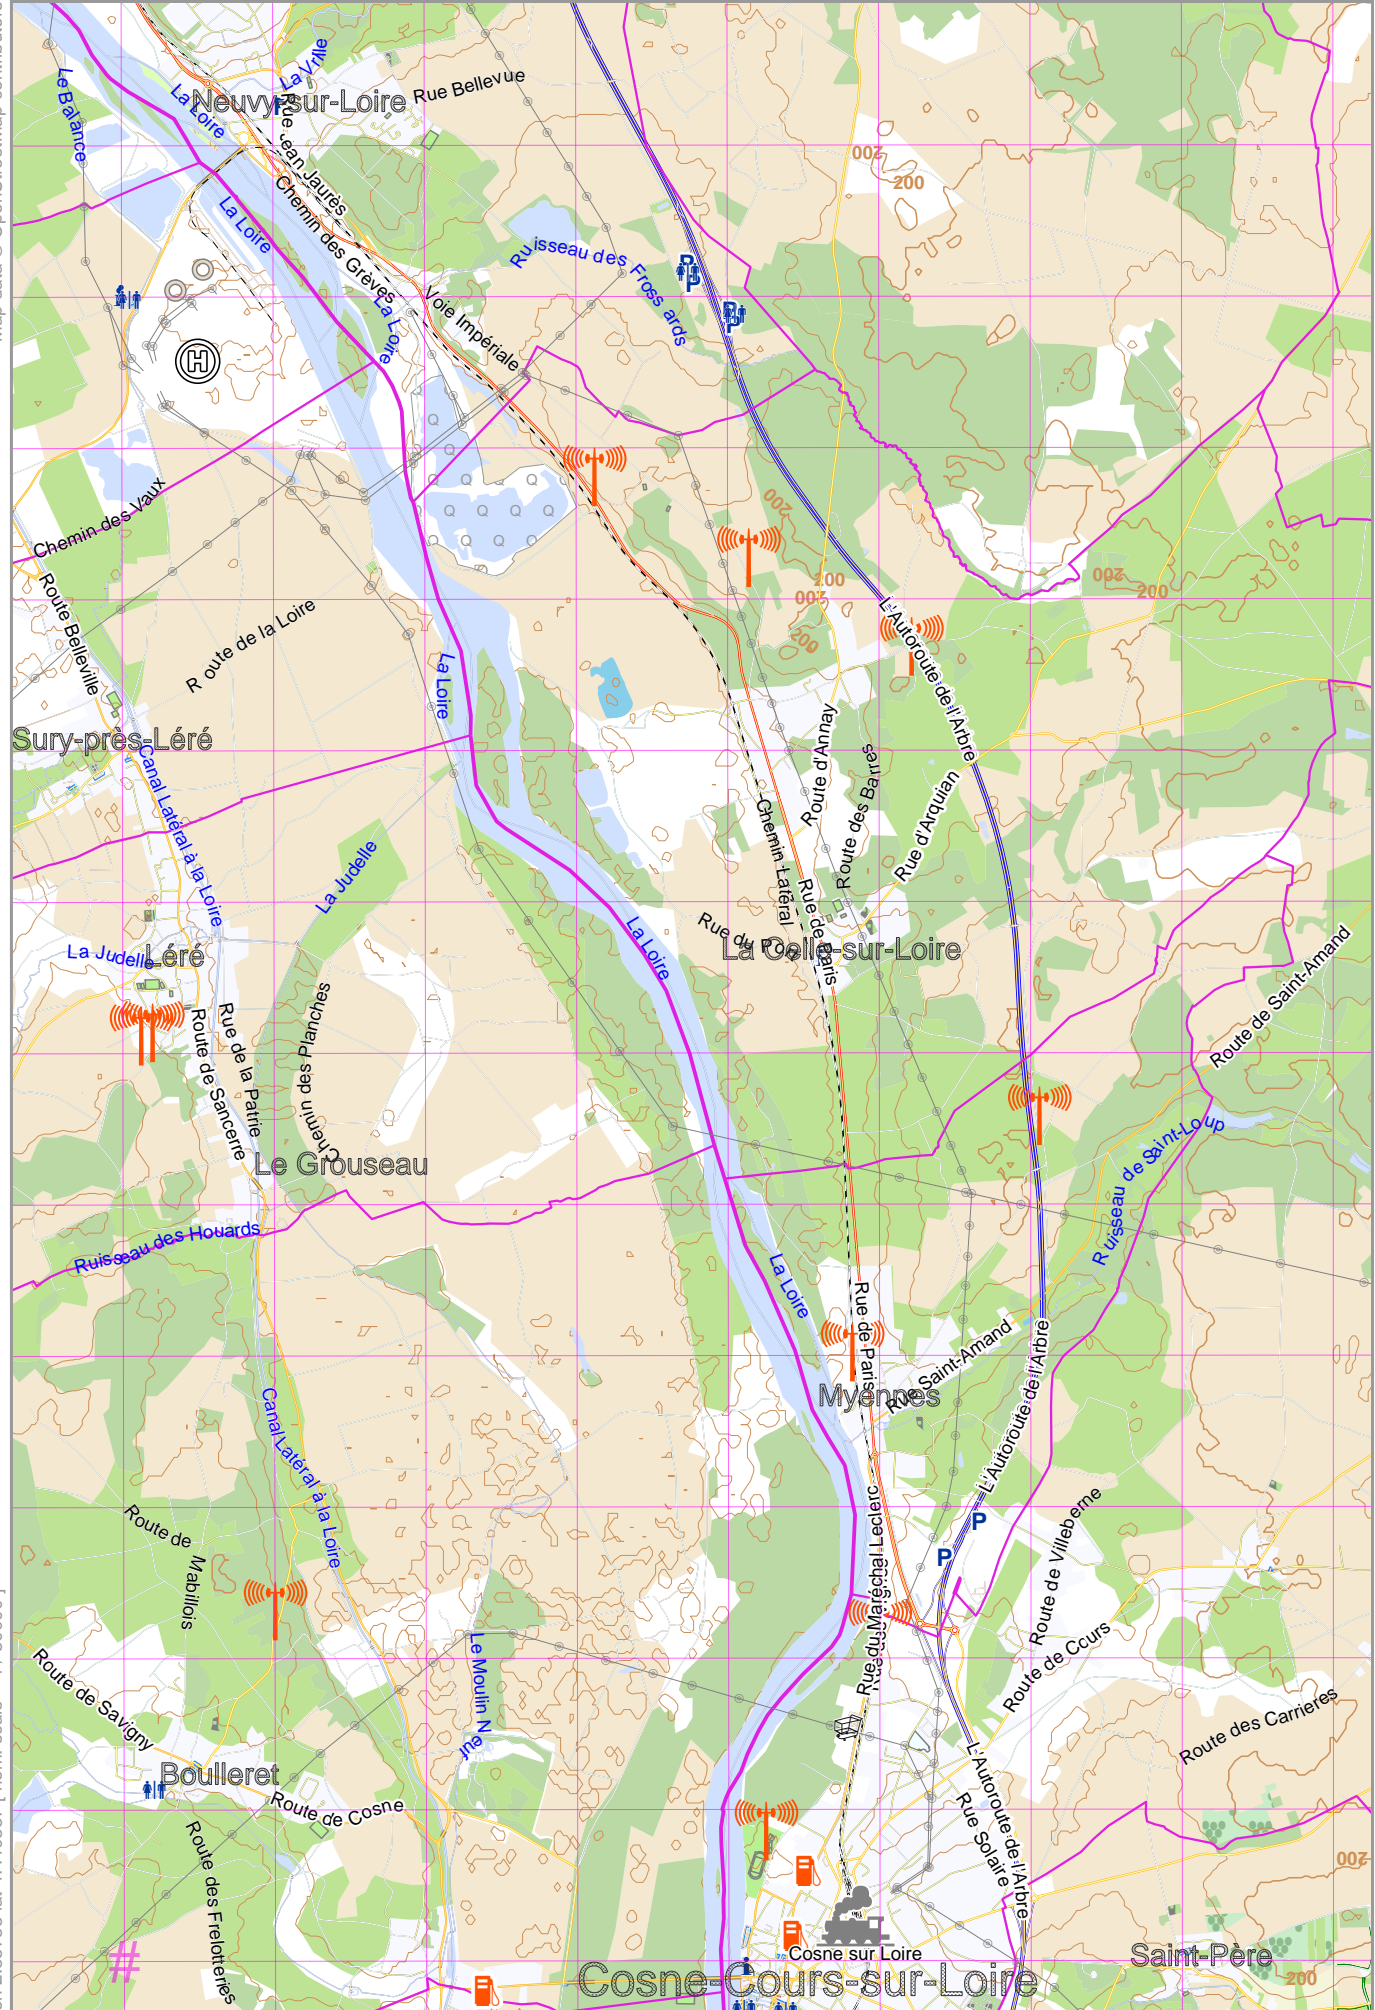 Neuvy-sur-Loire
La Vrille
Rue Bellevue
Le Balance
La Loire
Rue Jean Jaurès
Chemin des Grèves
La Loire
Ruisseau des Frossards
Voie Impériale
La Loire
200
200
P
P
P
P
H
Q Q Q Q Q Q Q Q Q Q Q Q Q Q
Chemin des Vaux
Route Belleville
Route de la Loire
La Loire
200
200
200
200
200
200
L'Autoroute de l'Arbre
Sury-près-Léré
Canal Latéral à la Loire
Route d'Annay
Route des Barres
Rue d'Arquian
Chemin Latéral
La Judelle
Rue du Port
Rue de Paris
La Celle-sur-Loire
La Loire
La Judelle
Léré
Route de Saint-Amand
Route de Sancerre
Rue de la Patrie
Chemin des Planches
Le Grouseau
Ruisseau de Saint-Loup
Ruisseau des Houards
La Loire
Rue de Paris
Rue Saint-Amand
L'Autoroute de l'Arbre
Myennes
Canal Latéral à la Loire
Route de Mabillois
Rue du Maréchal Leclerc
P
P
Route de Villeberne
Route de Cours
Route de Savigny
Le Moulin Neuf
Route des Carrieres
Boulleret
Route de Cosne
L'Autoroute de l'Arbre
Rue Solaire
Route des Frelotteries
200
#
Cosne sur Loire
Saint-Père
Cosne-Cours-sur-Loire
200